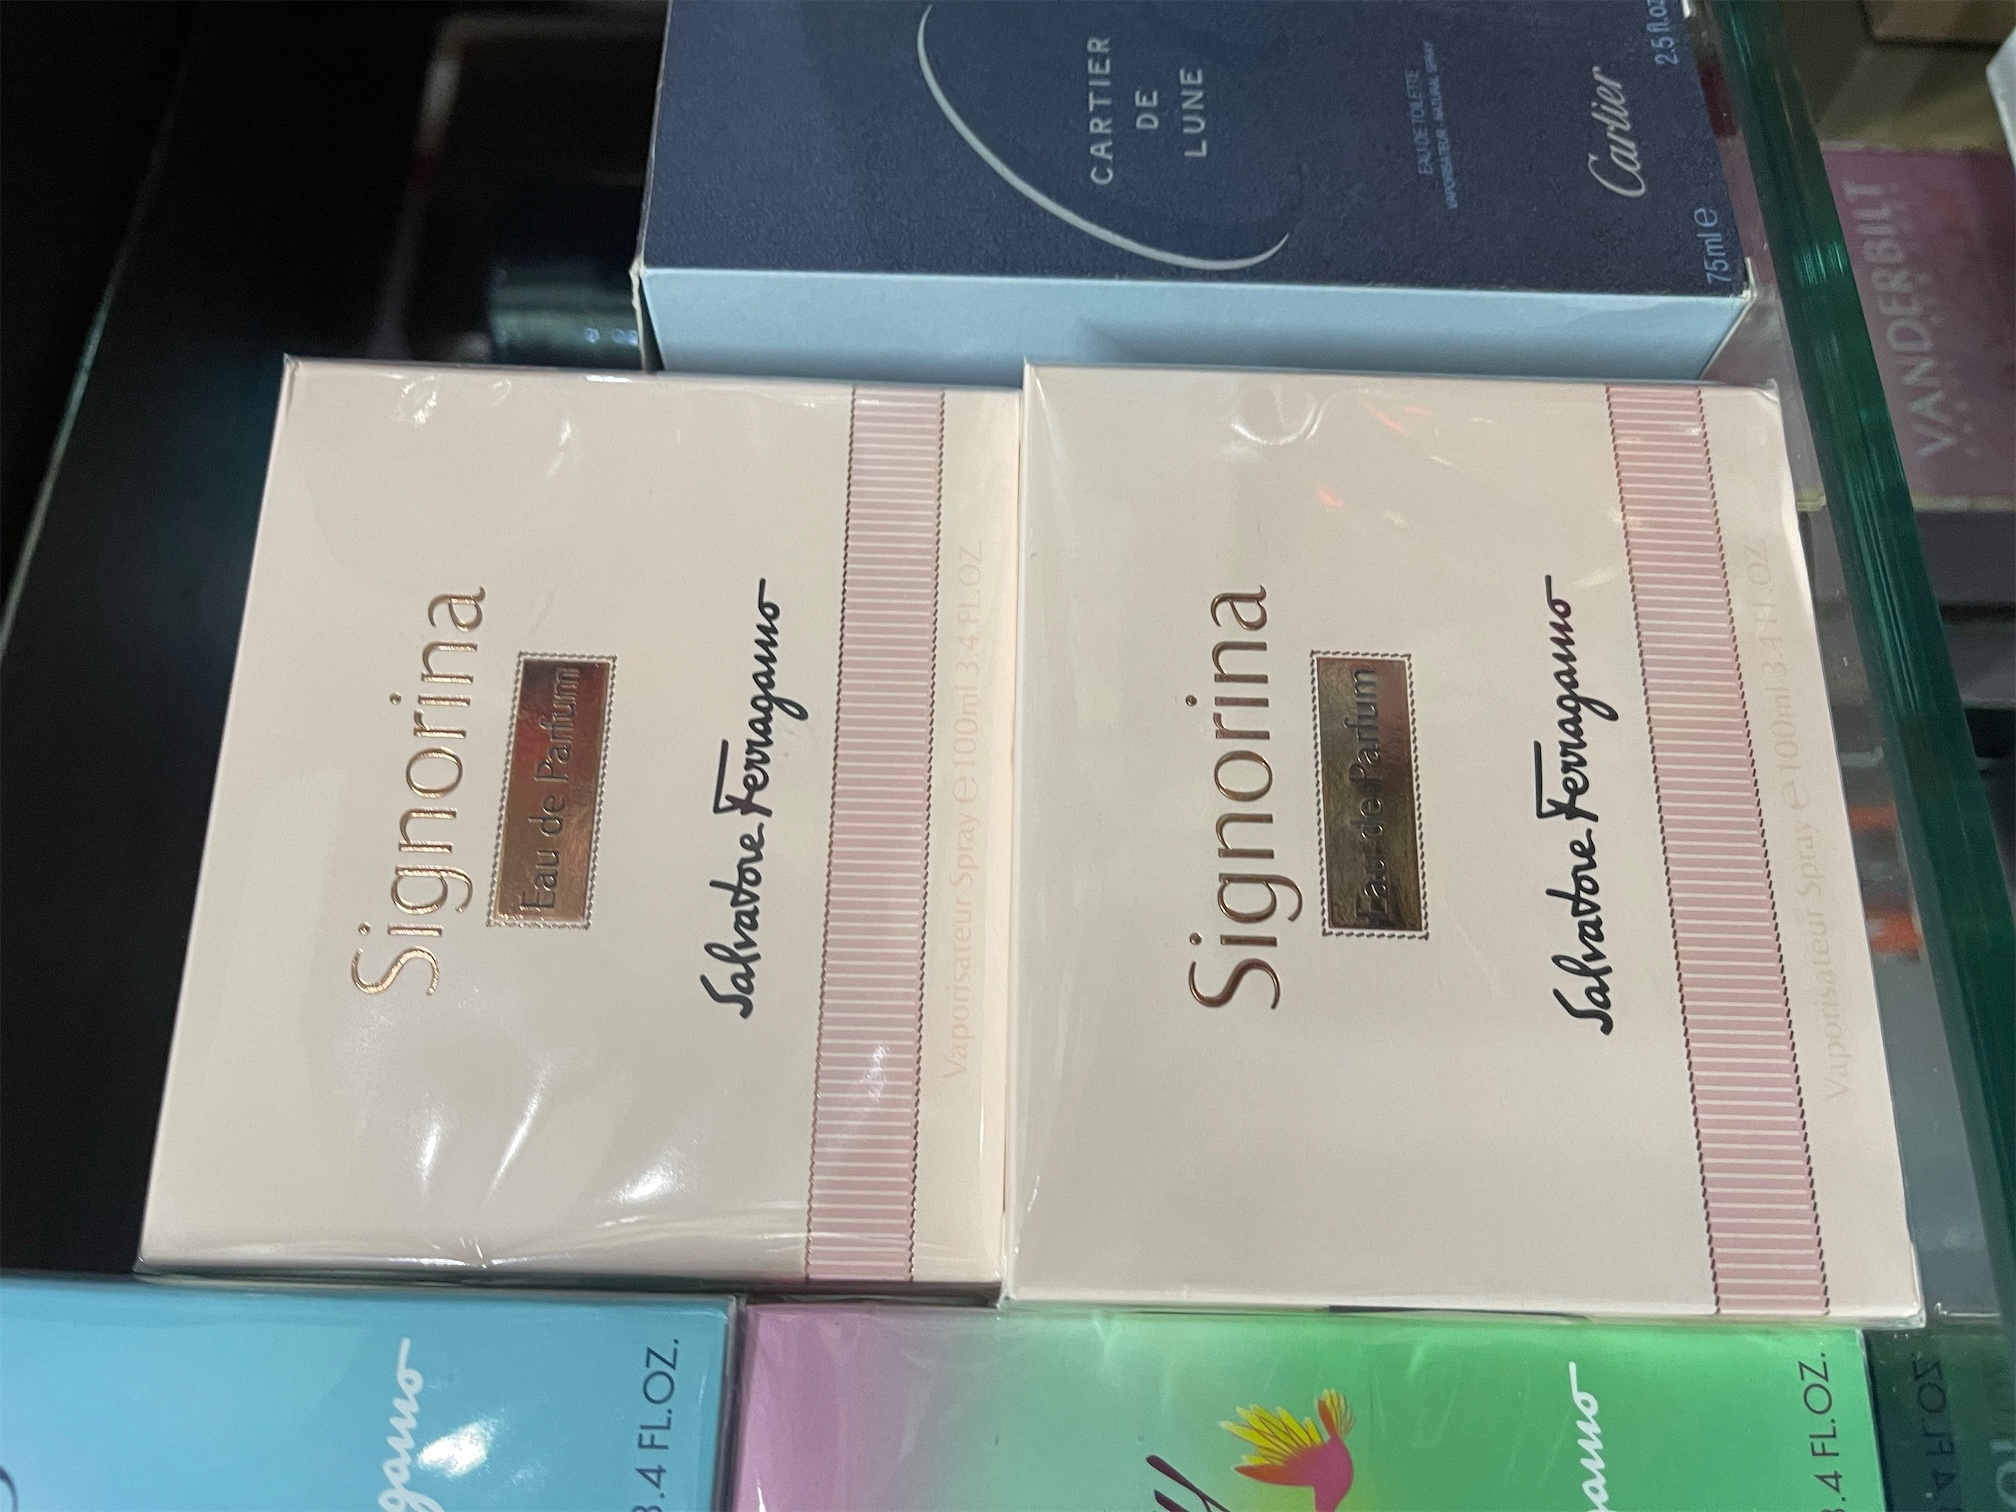 Signorina
Eau de Parfum
Salvatore Ferragamo
Vaporisateur Spray e 100ml 3.4 FL.OZ.
Signorina
Eau de Parfum
Salvatore Ferragamo
Vaporisateur Spray e 100ml 3.4 FL.OZ.
CARTIER
DE
LUNE
EAU DE TOILETTE
VAPORISATEUR - NATURAL SPRAY
Cartier
75ml e 2.5 fl.oz
VANDERBILT
gamo
3.4 FL.OZ.
gamo
3.4 FL.OZ.